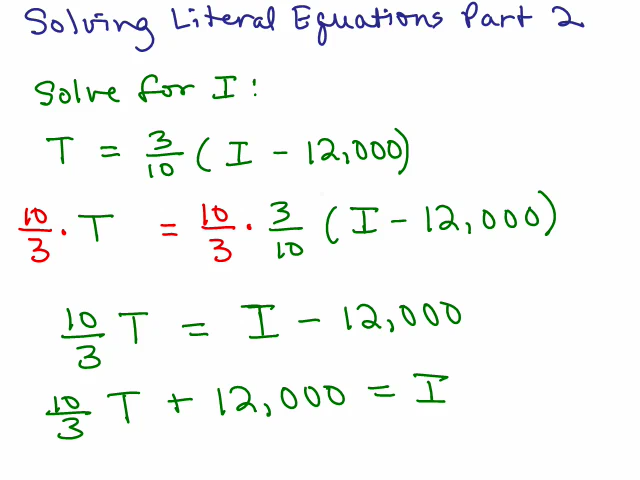 Solving Literal Equations Part 2
Solve for I:
T = 3/10 (I - 12,000)
10/3 · T = 10/3 · 3/10 (I - 12,000)
10/3 T = I - 12,000
10/3 T + 12,000 = I